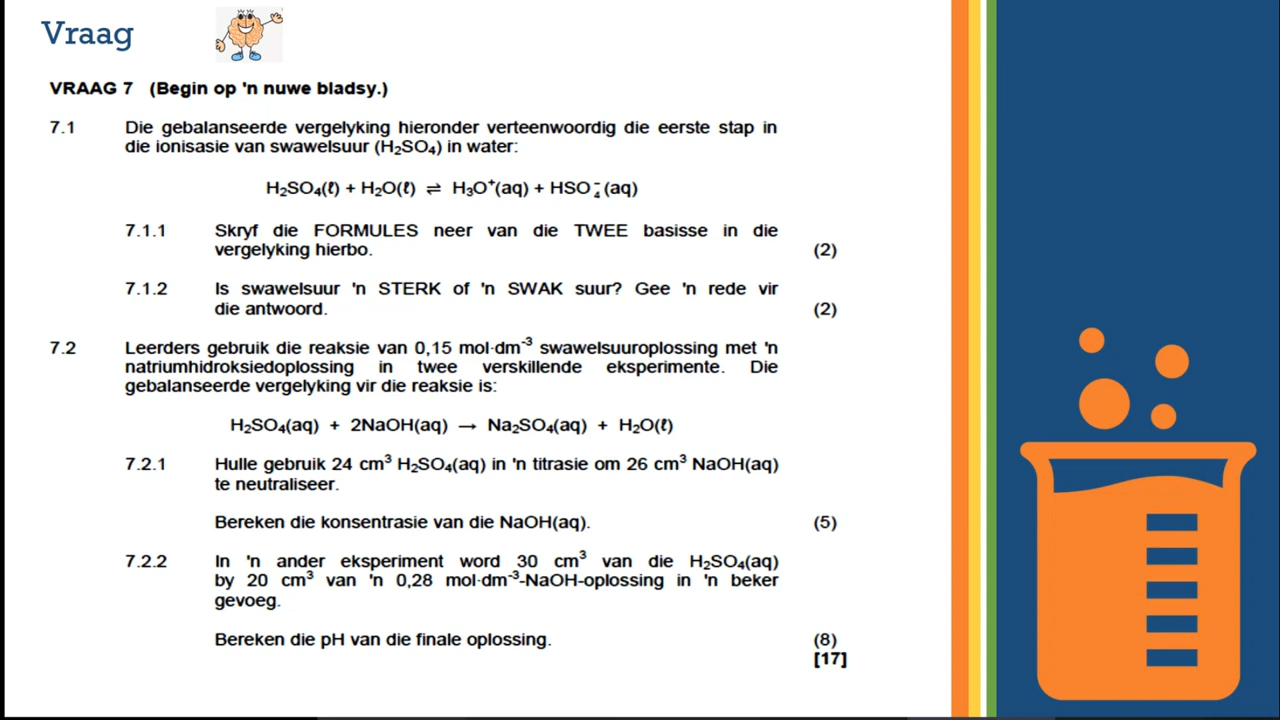 Vraag
VRAAG 7 (Begin op 'n nuwe bladsy.)
7.1 Die gebalanseerde vergelyking hieronder verteenwoordig die eerste stap in
die ionisasie van swawelsuur (H₂SO₄) in water:
H₂SO₄(ℓ) + H₂O(ℓ) ⇌ H₃O⁺(aq) + HSO₄⁻(aq)
7.1.1 Skryf die FORMULES neer van die TWEE basisse in die
vergelyking hierbo. (2)
7.1.2 Is swawelsuur 'n STERK of 'n SWAK suur? Gee 'n rede vir
die antwoord. (2)
7.2 Leerders gebruik die reaksie van 0,15 mol·dm⁻³ swawelsuuroplossing met 'n
natriumhidroksiedoplossing in twee verskillende eksperimente. Die
gebalanseerde vergelyking vir die reaksie is:
H₂SO₄(aq) + 2NaOH(aq) → Na₂SO₄(aq) + H₂O(ℓ)
7.2.1 Hulle gebruik 24 cm³ H₂SO₄(aq) in 'n titrasie om 26 cm³ NaOH(aq)
te neutraliseer.
Bereken die konsentrasie van die NaOH(aq). (5)
7.2.2 In 'n ander eksperiment word 30 cm³ van die H₂SO₄(aq)
by 20 cm³ van 'n 0,28 mol·dm⁻³-NaOH-oplossing in 'n beker
gevoeg.
Bereken die pH van die finale oplossing. (8)
[17]